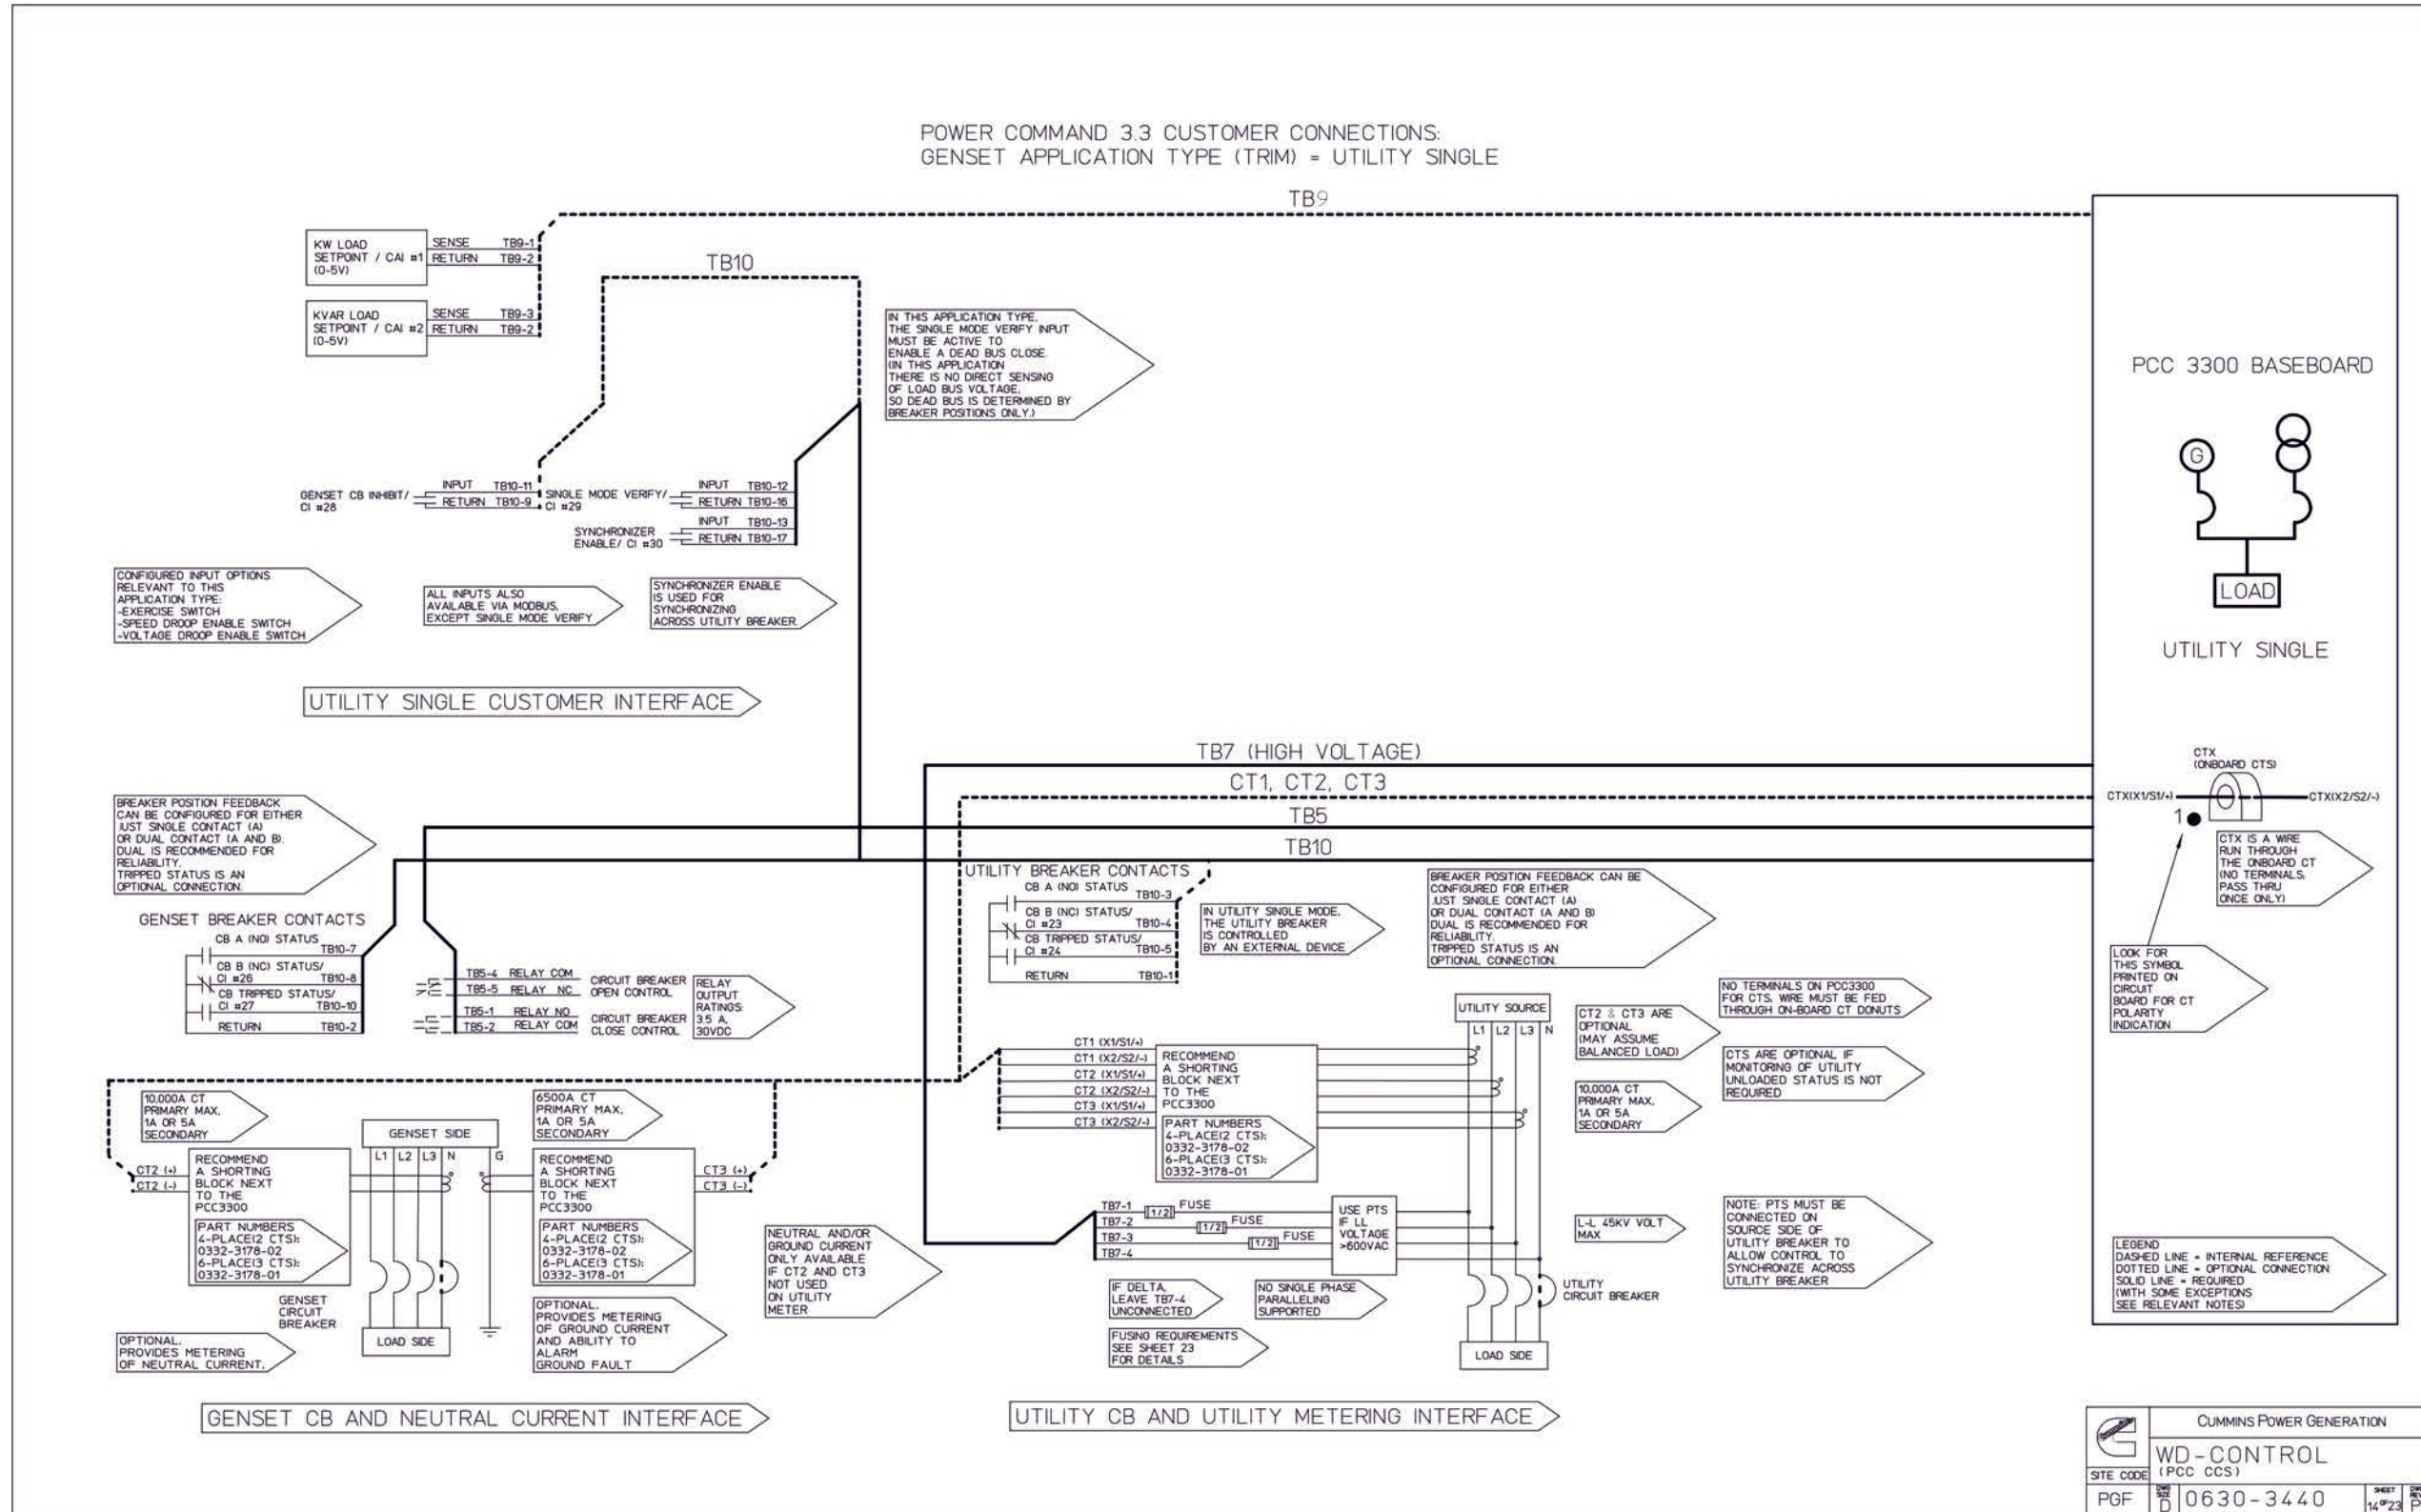 POWER COMMAND 3.3 CUSTOMER CONNECTIONS:
GENSET APPLICATION TYPE (TRIM) = UTILITY SINGLE
TB9
KW LOAD
SETPOINT / CAI #1
(0-5V)
SENSE TB9-1
RETURN TB9-2
KVAR LOAD
SETPOINT / CAI #2
(0-5V)
SENSE TB9-3
RETURN TB9-2
TB10
IN THIS APPLICATION TYPE,
THE SINGLE MODE VERIFY INPUT
MUST BE ACTIVE TO
ENABLE A DEAD BUS CLOSE.
(IN THIS APPLICATION
THERE IS NO DIRECT SENSING
OF LOAD BUS VOLTAGE,
SO DEAD BUS IS DETERMINED BY
BREAKER POSITIONS ONLY.)
GENSET CB INHIBIT/
CI #28
INPUT TB10-11
RETURN TB10-9
SINGLE MODE VERIFY/
CI #29
INPUT TB10-12
RETURN TB10-16
SYNCHRONIZER
ENABLE/ CI #30
INPUT TB10-13
RETURN TB10-17
CONFIGURED INPUT OPTIONS
RELEVANT TO THIS
APPLICATION TYPE:
-EXERCISE SWITCH
-SPEED DROOP ENABLE SWITCH
-VOLTAGE DROOP ENABLE SWITCH
ALL INPUTS ALSO
AVAILABLE VIA MODBUS,
EXCEPT SINGLE MODE VERIFY
SYNCHRONIZER ENABLE
IS USED FOR
SYNCHRONIZING
ACROSS UTILITY BREAKER
UTILITY SINGLE CUSTOMER INTERFACE
PCC 3300 BASEBOARD
G
LOAD
UTILITY SINGLE
CTX
(ONBOARD CTS)
CTX(X1/S1/+)
CTX(X2/S2/-)
1
CTX IS A WIRE
RUN THROUGH
THE ONBOARD CT
(NO TERMINALS,
PASS THRU
ONCE ONLY)
LOOK FOR
THIS SYMBOL
PRINTED ON
CIRCUIT
BOARD FOR CT
POLARITY
INDICATION
LEGEND
DASHED LINE = INTERNAL REFERENCE
DOTTED LINE = OPTIONAL CONNECTION
SOLID LINE = REQUIRED
(WITH SOME EXCEPTIONS
SEE RELEVANT NOTES)
TB7 (HIGH VOLTAGE)
CT1, CT2, CT3
TB5
TB10
BREAKER POSITION FEEDBACK
CAN BE CONFIGURED FOR EITHER
JUST SINGLE CONTACT (A)
OR DUAL CONTACT (A AND B).
DUAL IS RECOMMENDED FOR
RELIABILITY.
TRIPPED STATUS IS AN
OPTIONAL CONNECTION.
GENSET BREAKER CONTACTS
CB A (NO) STATUS
TB10-7
CB B (NC) STATUS/
CI #26 TB10-8
CB TRIPPED STATUS/
CI #27 TB10-10
RETURN TB10-2
TB5-4 RELAY COM
TB5-5 RELAY NC
CIRCUIT BREAKER
OPEN CONTROL
TB5-1 RELAY NO
TB5-2 RELAY COM
CIRCUIT BREAKER
CLOSE CONTROL
RELAY
OUTPUT
RATINGS:
3.5 A,
30VDC
UTILITY BREAKER CONTACTS
CB A (NO) STATUS
TB10-3
CB B (NC) STATUS/
CI #23 TB10-4
CB TRIPPED STATUS/
CI #24 TB10-5
RETURN TB10-1
IN UTILITY SINGLE MODE,
THE UTILITY BREAKER
IS CONTROLLED
BY AN EXTERNAL DEVICE
BREAKER POSITION FEEDBACK CAN BE
CONFIGURED FOR EITHER
JUST SINGLE CONTACT (A)
OR DUAL CONTACT (A AND B)
DUAL IS RECOMMENDED FOR
RELIABILITY.
TRIPPED STATUS IS AN
OPTIONAL CONNECTION.
10,000A CT
PRIMARY MAX,
1A OR 5A
SECONDARY
CT2 (+)
CT2 (-)
RECOMMEND
A SHORTING
BLOCK NEXT
TO THE
PCC3300
PART NUMBERS
4-PLACE(2 CTS):
0332-3178-02
6-PLACE(3 CTS):
0332-3178-01
GENSET SIDE
L1 L2 L3 N G
GENSET
CIRCUIT
BREAKER
LOAD SIDE
6500A CT
PRIMARY MAX,
1A OR 5A
SECONDARY
RECOMMEND
A SHORTING
BLOCK NEXT
TO THE
PCC3300
PART NUMBERS
4-PLACE(2 CTS):
0332-3178-02
6-PLACE(3 CTS):
0332-3178-01
CT3 (+)
CT3 (-)
OPTIONAL.
PROVIDES METERING
OF NEUTRAL CURRENT.
OPTIONAL.
PROVIDES METERING
OF GROUND CURRENT
AND ABILITY TO
ALARM
GROUND FAULT
NEUTRAL AND/OR
GROUND CURRENT
ONLY AVAILABLE
IF CT2 AND CT3
NOT USED
ON UTILITY
METER
GENSET CB AND NEUTRAL CURRENT INTERFACE
CT1 (X1/S1/+)
CT1 (X2/S2/-)
CT2 (X1/S1/+)
CT2 (X2/S2/-)
CT3 (X1/S1/+)
CT3 (X2/S2/-)
RECOMMEND
A SHORTING
BLOCK NEXT
TO THE
PCC3300
PART NUMBERS
4-PLACE(2 CTS):
0332-3178-02
6-PLACE(3 CTS):
0332-3178-01
UTILITY SOURCE
L1 L2 L3 N
CT2 & CT3 ARE
OPTIONAL
(MAY ASSUME
BALANCED LOAD)
NO TERMINALS ON PCC3300
FOR CTS, WIRE MUST BE FED
THROUGH ON-BOARD CT DONUTS
10,000A CT
PRIMARY MAX,
1A OR 5A
SECONDARY
CTS ARE OPTIONAL IF
MONITORING OF UTILITY
UNLOADED STATUS IS NOT
REQUIRED
TB7-1 1/2 FUSE
TB7-2 1/2 FUSE
TB7-3 1/2 FUSE
TB7-4
USE PTS
IF LL
VOLTAGE
>600VAC
L-L 45KV VOLT
MAX
NOTE: PTS MUST BE
CONNECTED ON
SOURCE SIDE OF
UTILITY BREAKER TO
ALLOW CONTROL TO
SYNCHRONIZE ACROSS
UTILITY BREAKER
IF DELTA,
LEAVE TB7-4
UNCONNECTED
NO SINGLE PHASE
PARALLELING
SUPPORTED
FUSING REQUIREMENTS
SEE SHEET 23
FOR DETAILS
UTILITY
CIRCUIT BREAKER
LOAD SIDE
UTILITY CB AND UTILITY METERING INTERFACE
CUMMINS POWER GENERATION
WD-CONTROL
(PCC CCS)
SITE CODE
PGF
DWG SIZE
D
0630-3440
SHEET
14 OF 23